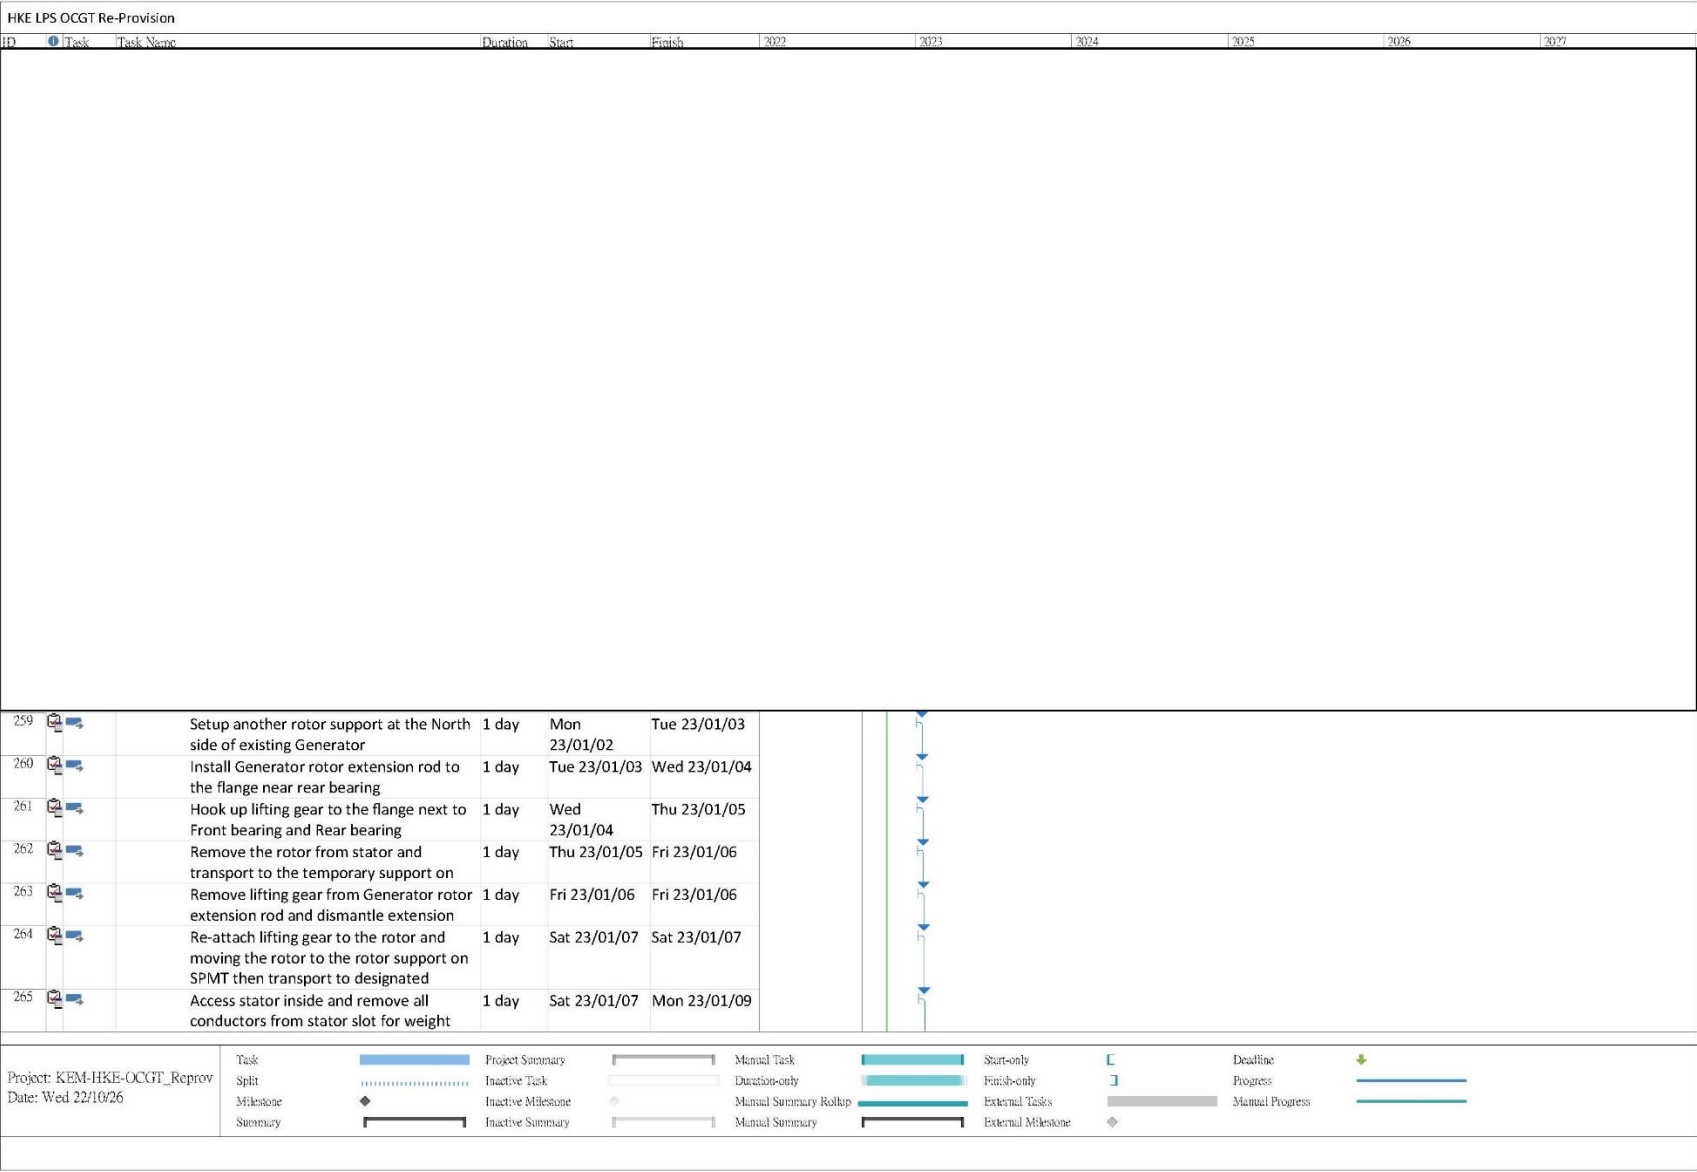 HKE LPS OCGT Re-Provision
ID Task Task Name Duration Start Finish 2022 2023 2024 2025 2026 2027
259 Setup another rotor support at the North 1 day Mon Tue 23/01/03
side of existing Generator 23/01/02
260 Install Generator rotor extension rod to 1 day Tue 23/01/03 Wed 23/01/04
the flange near rear bearing
261 Hook up lifting gear to the flange next to 1 day Wed Thu 23/01/05
Front bearing and Rear bearing 23/01/04
262 Remove the rotor from stator and 1 day Thu 23/01/05 Fri 23/01/06
transport to the temporary support on
263 Remove lifting gear from Generator rotor 1 day Fri 23/01/06 Fri 23/01/06
extension rod and dismantle extension
264 Re-attach lifting gear to the rotor and 1 day Sat 23/01/07 Sat 23/01/07
moving the rotor to the rotor support on
SPMT then transport to designated
265 Access stator inside and remove all 1 day Sat 23/01/07 Mon 23/01/09
conductors from stator slot for weight
Project: KEM-HKE-OCGT_Reprov
Date: Wed 22/10/26
Task Project Summary Manual Task Start-only Deadline
Split Inactive Task Duration-only Finish-only Progress
Milestone Inactive Milestone Manual Summary Rollup External Tasks Manual Progress
Summary Inactive Summary Manual Summary External Milestone